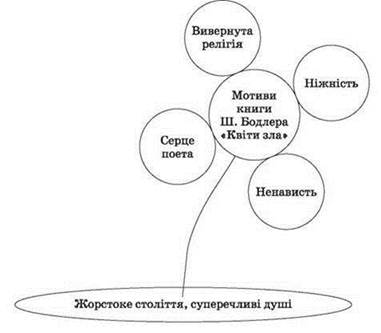 Вивернута
релігія
Ніжність
Мотиви
книги
Ш. Бодлера
«Квіти зла»
Серце
поета
Ненависть
Жорстоке століття, суперечливі душі